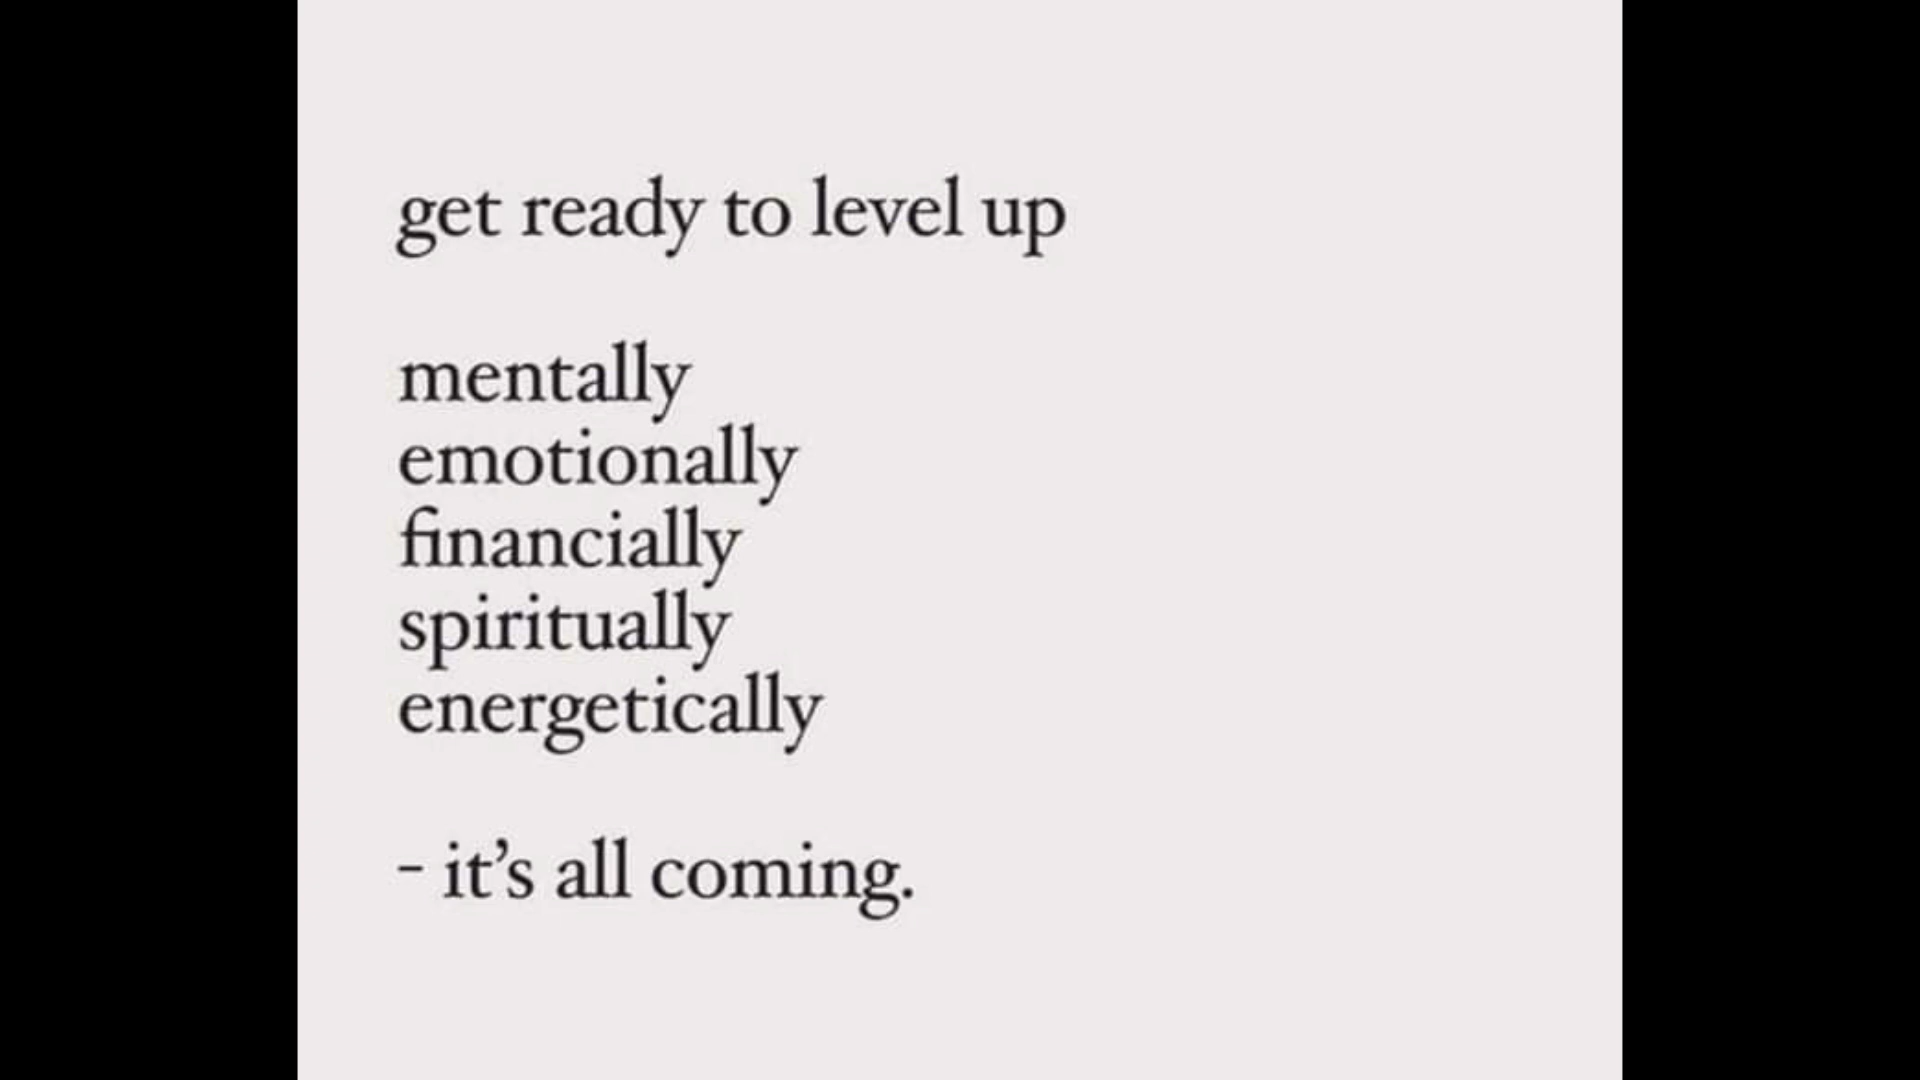 get ready to level up
mentally
emotionally
financially
spiritually
energetically
- it’s all coming.